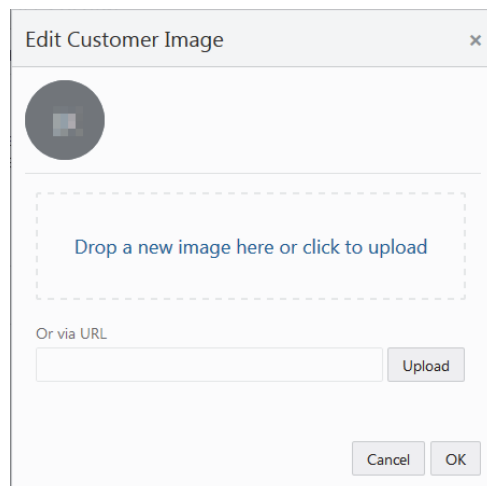 Edit Customer Image
Drop a new image here or click to upload
Or via URL
Upload
Cancel OK